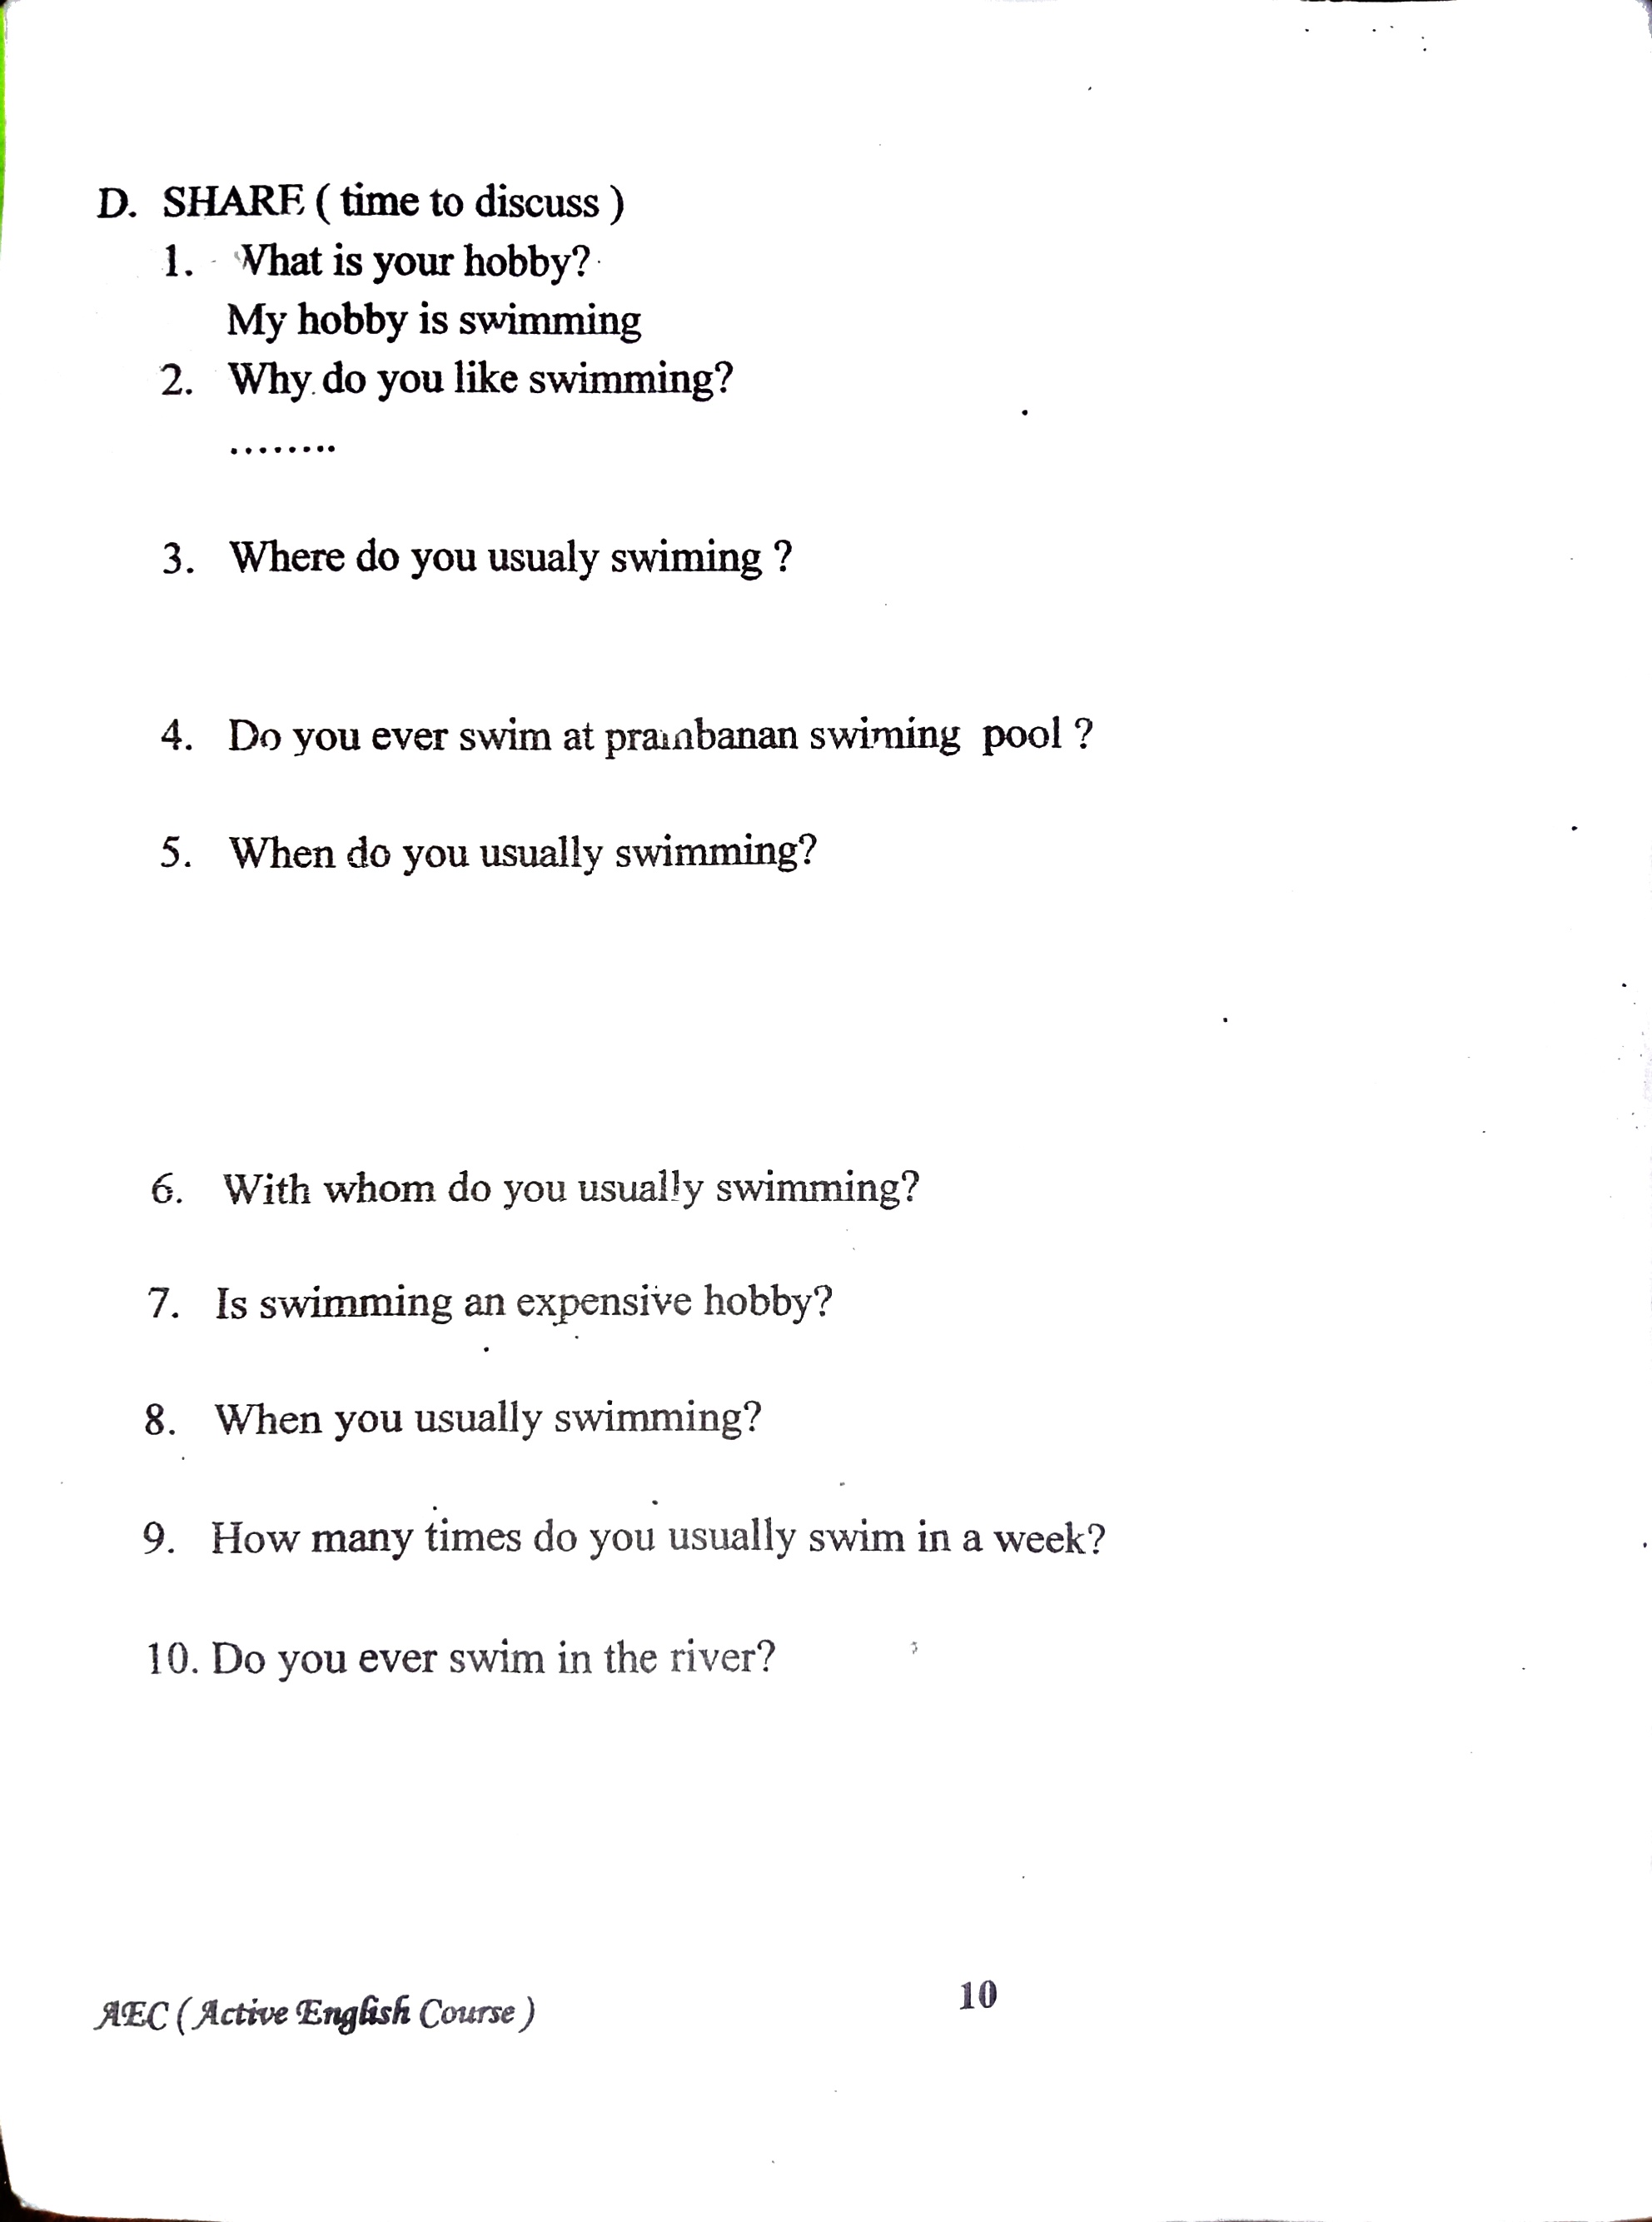 D. SHARE ( time to discuss )
1. What is your hobby?
My hobby is swimming
2. Why do you like swimming?
........
3. Where do you usualy swiming ?
4. Do you ever swim at prambanan swiming pool ?
5. When do you usually swimming?
6. With whom do you usually swimming?
7. Is swimming an expensive hobby?
8. When you usually swimming?
9. How many times do you usually swim in a week?
10. Do you ever swim in the river?
10
AEC ( Active English Course )